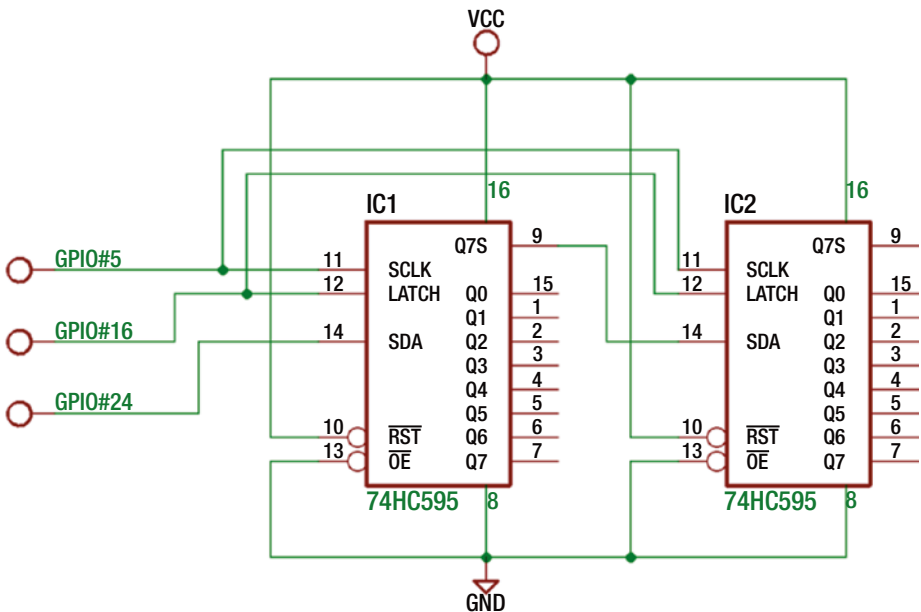 VCC
16
16
IC1
IC2
Q7S
9
Q7S
9
GPIO#5
11
SCLK
11
SCLK
12
LATCH
Q0
15
12
LATCH
Q0
15
Q1
1
Q1
1
GPIO#16
14
SDA
Q2
2
14
SDA
Q2
2
Q3
3
Q3
3
GPIO#24
Q4
4
Q4
4
Q5
5
Q5
5
10
RST
Q6
6
10
RST
Q6
6
13
OE
Q7
7
13
OE
Q7
7
74HC595
8
74HC595
8
GND